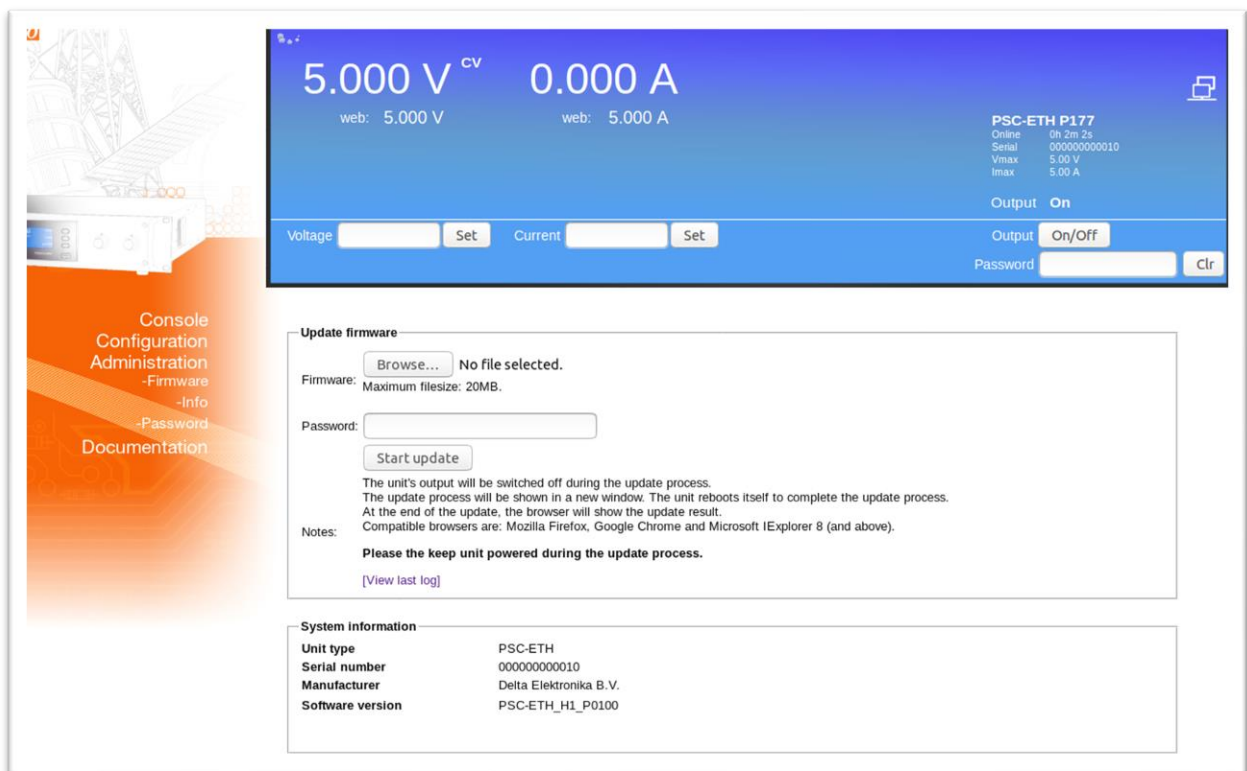 5.000 V CV 0.000 A
web: 5.000 V web: 5.000 A
PSC-ETH P177
Online 0h 2m 2s
Serial 000000000010
Vmax 5.00 V
Imax 5.00 A
Output On
Voltage Set Current Set Output On/Off
Password Clr
Console
Configuration
Administration
-Firmware
-Info
-Password
Documentation
Update firmware
Firmware: Browse... No file selected.
Maximum filesize: 20MB.
Password:
Start update
Notes:
The unit's output will be switched off during the update process.
The update process will be shown in a new window. The unit reboots itself to complete the update process.
At the end of the update, the browser will show the update result.
Compatible browsers are: Mozilla Firefox, Google Chrome and Microsoft IExplorer 8 (and above).
Please the keep unit powered during the update process.
[View last log]
System information
Unit type PSC-ETH
Serial number 000000000010
Manufacturer Delta Elektronika B.V.
Software version PSC-ETH_H1_P0100